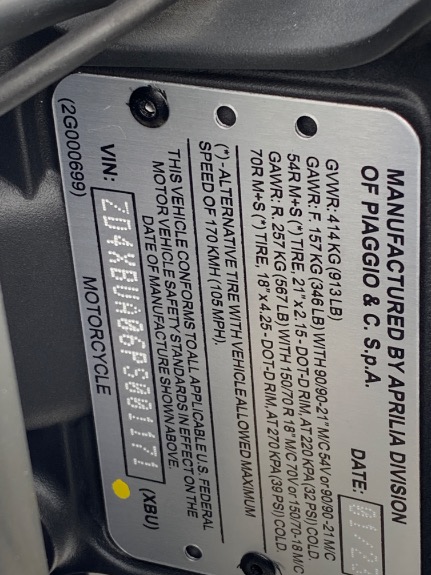 MANUFACTURED BY APRILIA DIVISION
OF PIAGGIO & C. S.p.A.
DATE: 01/23
GVWR: 414 KG (913 LB)
GAWR: F. 157 KG (346 LB) WITH 90/90-21" M/C 54V or 90/90-21 M/C
54R M+S (*) TIRE, 21" x 2.15 - DOT-D RIM, AT 220 KPA (32 PSI) COLD.
GAWR: R. 257 KG (567 LB) WITH 150/70 R 18" M/C 70V or 150/70-18 M/C
70R M+S (*) TIRE, 18" x 4.25 - DOT-D RIM, AT 270 KPA (39 PSI) COLD.
(*) - ALTERNATIVE TIRE WITH VEHICLE ALLOWED MAXIMUM
SPEED OF 170 KMH (105 MPH).
THIS VEHICLE CONFORMS TO ALL APPLICABLE U.S. FEDERAL
MOTOR VEHICLE SAFETY STANDARDS IN EFFECT ON THE
DATE OF MANUFACTURE SHOWN ABOVE.
VIN: ZD4XBUA06PS001171 (XBU)
(2G000699) MOTORCYCLE